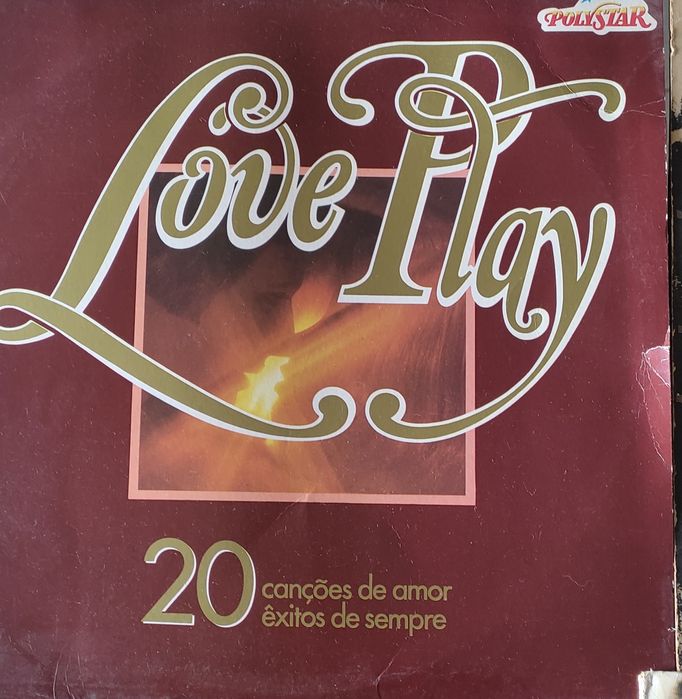 POLYSTAR
Love Play
20
canções de amor
êxitos de sempre